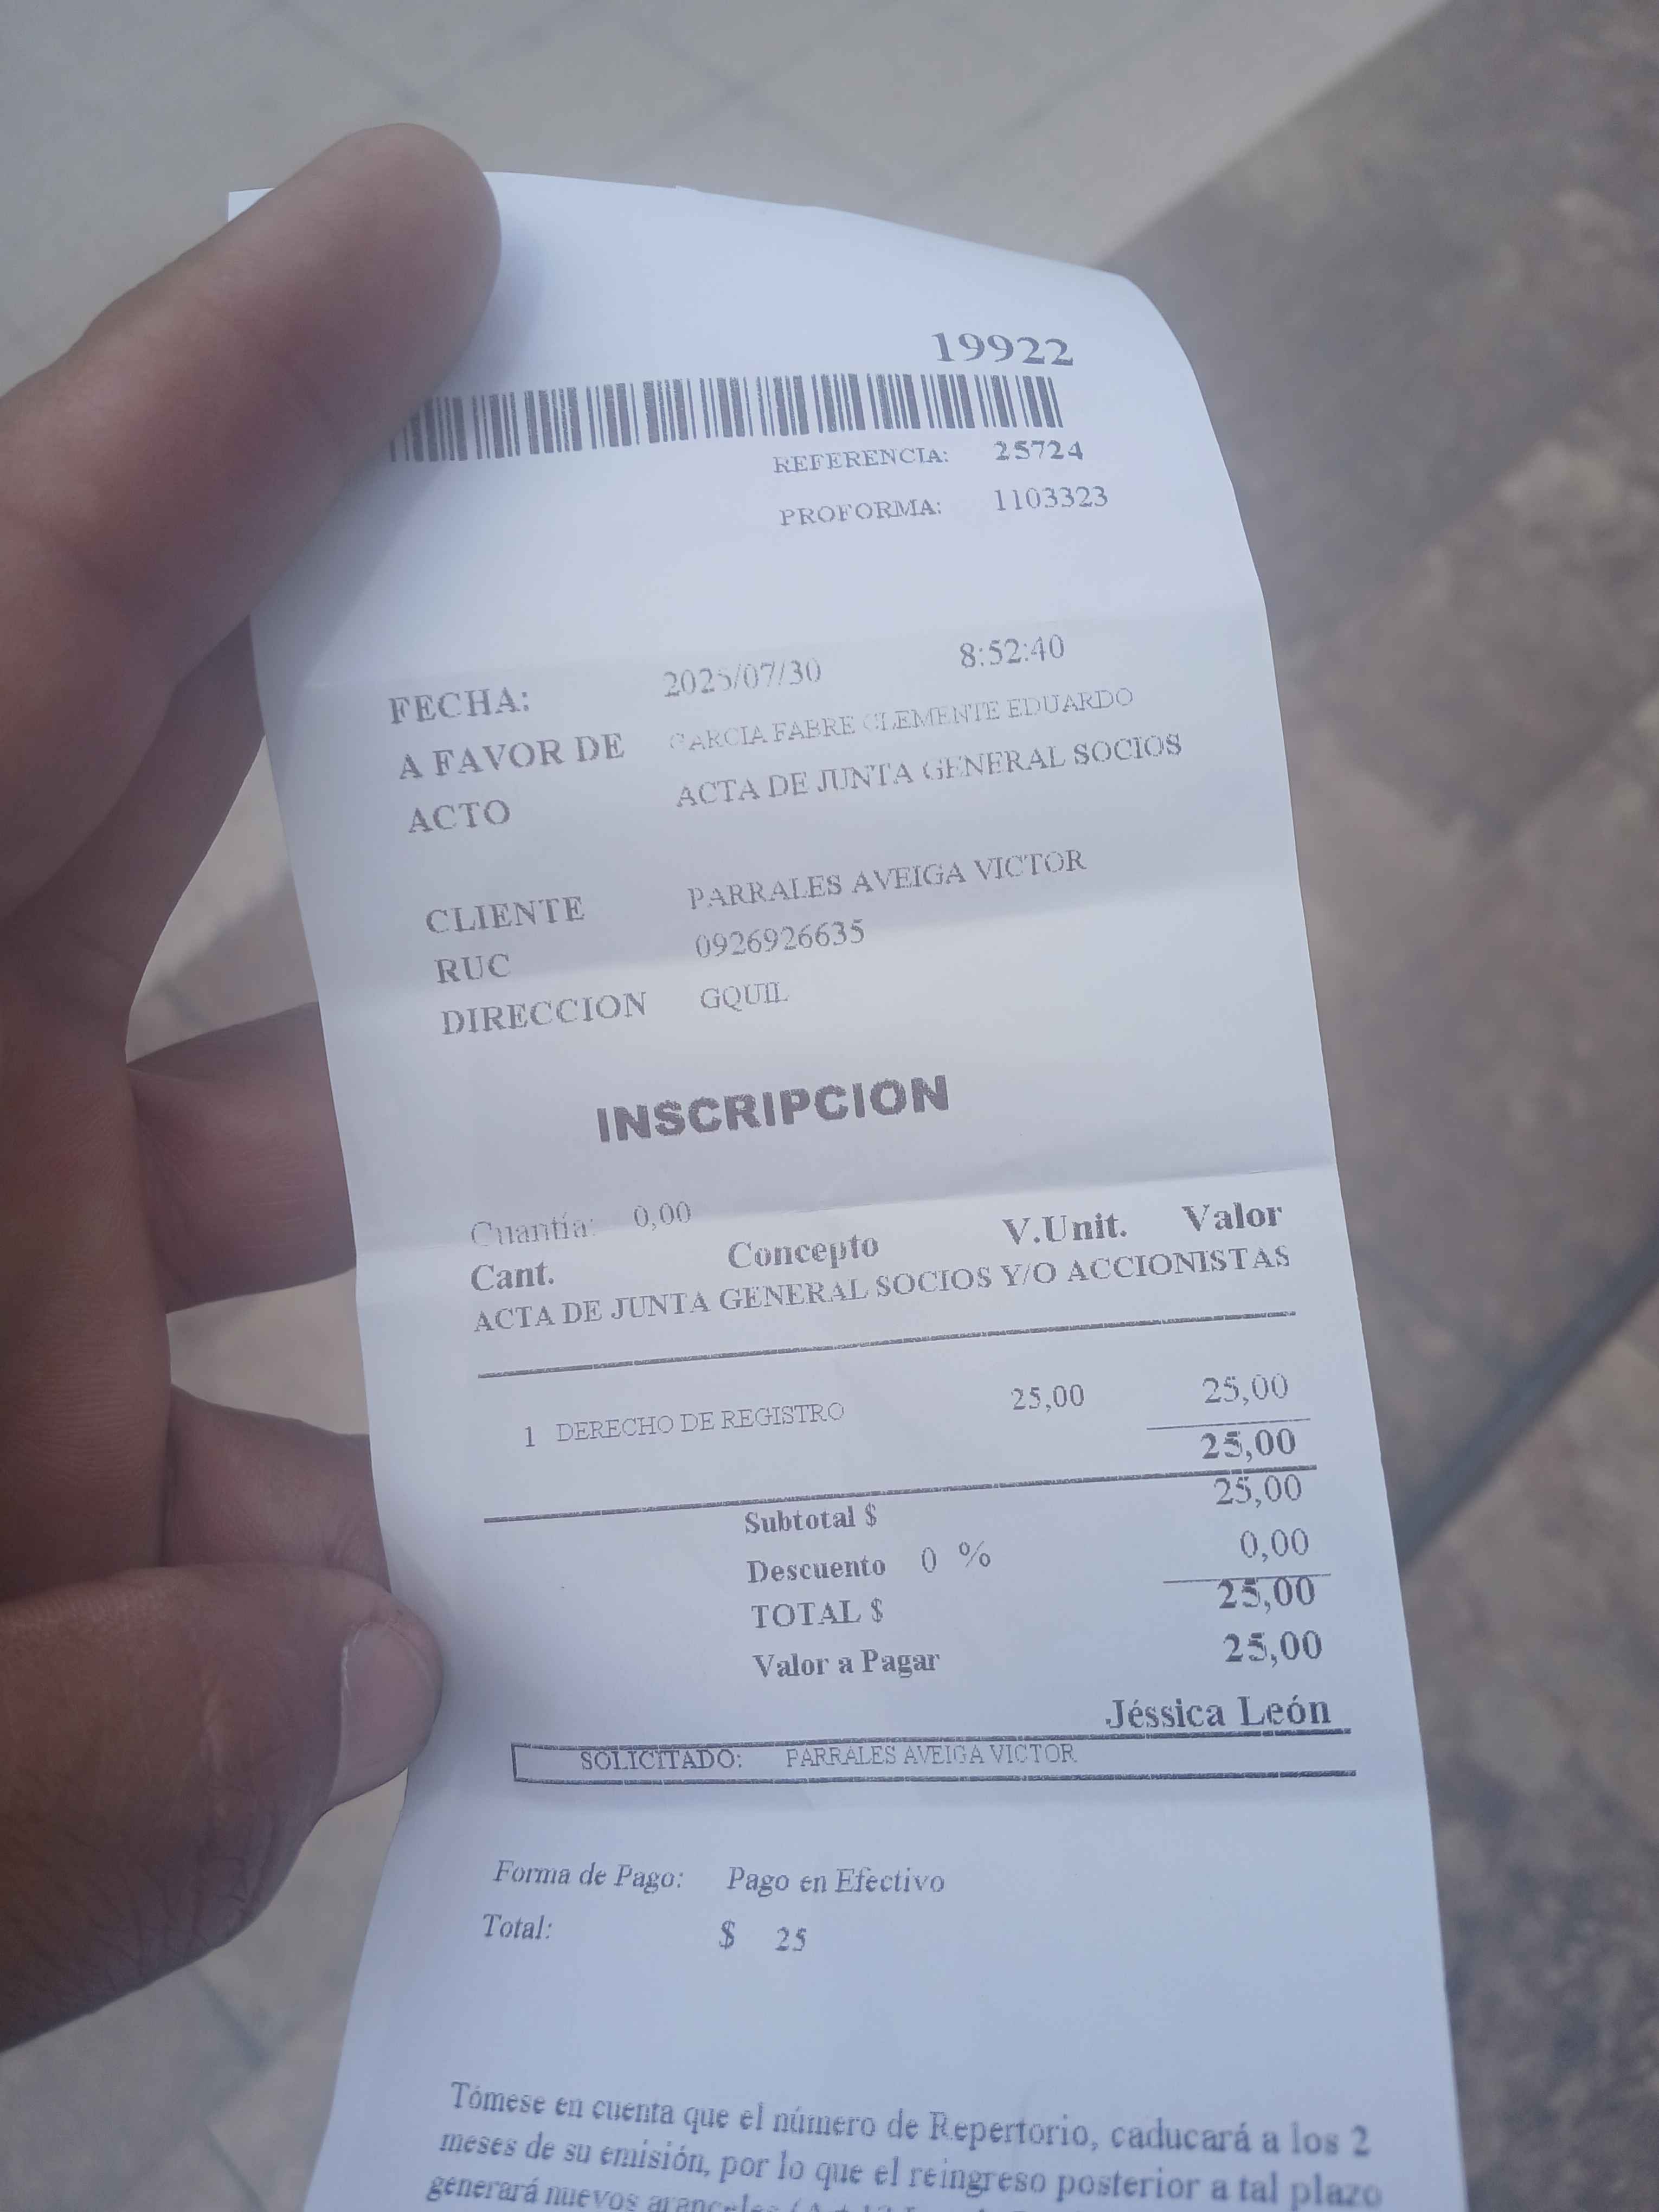 19922
REFERENCIA: 25724
PROFORMA: 1103323
FECHA: 2025/07/30 8:52:40
A FAVOR DE GARCIA FABRE CLEMENTE EDUARDO
ACTO ACTA DE JUNTA GENERAL SOCIOS
CLIENTE PARRALES AVEIGA VICTOR
RUC 0926926635
DIRECCION GQUIL
INSCRIPCION
Cuantía: 0,00
Cant. Concepto V.Unit. Valor
ACTA DE JUNTA GENERAL SOCIOS Y/O ACCIONISTAS
1 DERECHO DE REGISTRO 25,00 25,00
25,00
Subtotal $ 25,00
Descuento 0 % 0,00
TOTAL $ 25,00
Valor a Pagar 25,00
Jéssica León
SOLICITADO: PARRALES AVEIGA VICTOR
Forma de Pago: Pago en Efectivo
Total: $ 25
Tómese en cuenta que el número de Repertorio, caducará a los 2
meses de su emisión, por lo que el reingreso posterior a tal plazo
generará nuevos aranceles